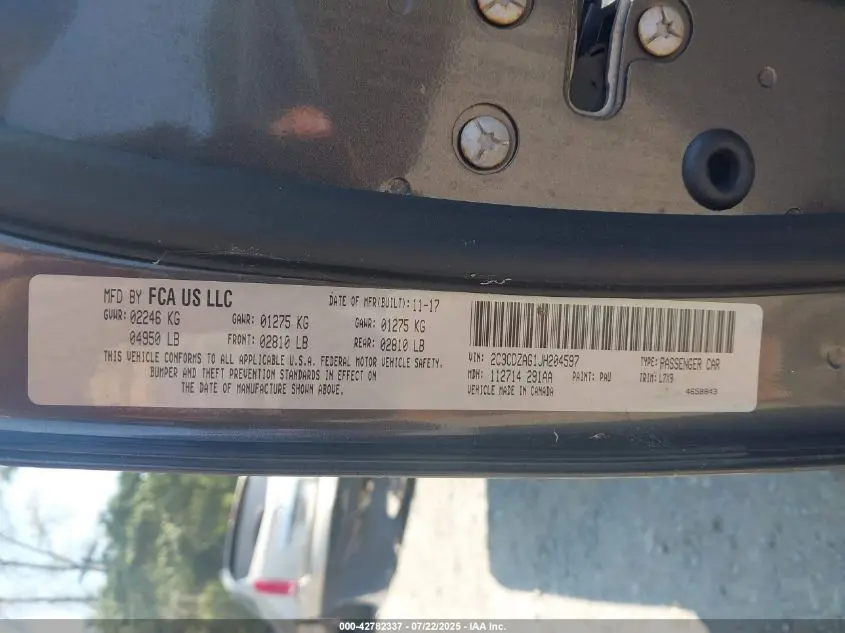 MFD BY FCA US LLC
DATE OF MFR(BUILT): 11-17
GVWR: 02246 KG GAWR: 01275 KG GAWR: 01275 KG
04950 LB FRONT: 02810 LB REAR: 02810 LB
THIS VEHICLE CONFORMS TO ALL APPLICABLE U.S.A. FEDERAL MOTOR VEHICLE SAFETY,
BUMPER AND THEFT PREVENTION STANDARDS IN EFFECT ON
THE DATE OF MANUFACTURE SHOWN ABOVE.
VIN: 2C3CDZAG1JH204597 TYPE: PASSENGER CAR
MDH: 112714 291AA PAINT: PAU TRIM: L7X9
VEHICLE MADE IN CANADA 4658843
000-42782337 - 07/22/2025 - IAA Inc.